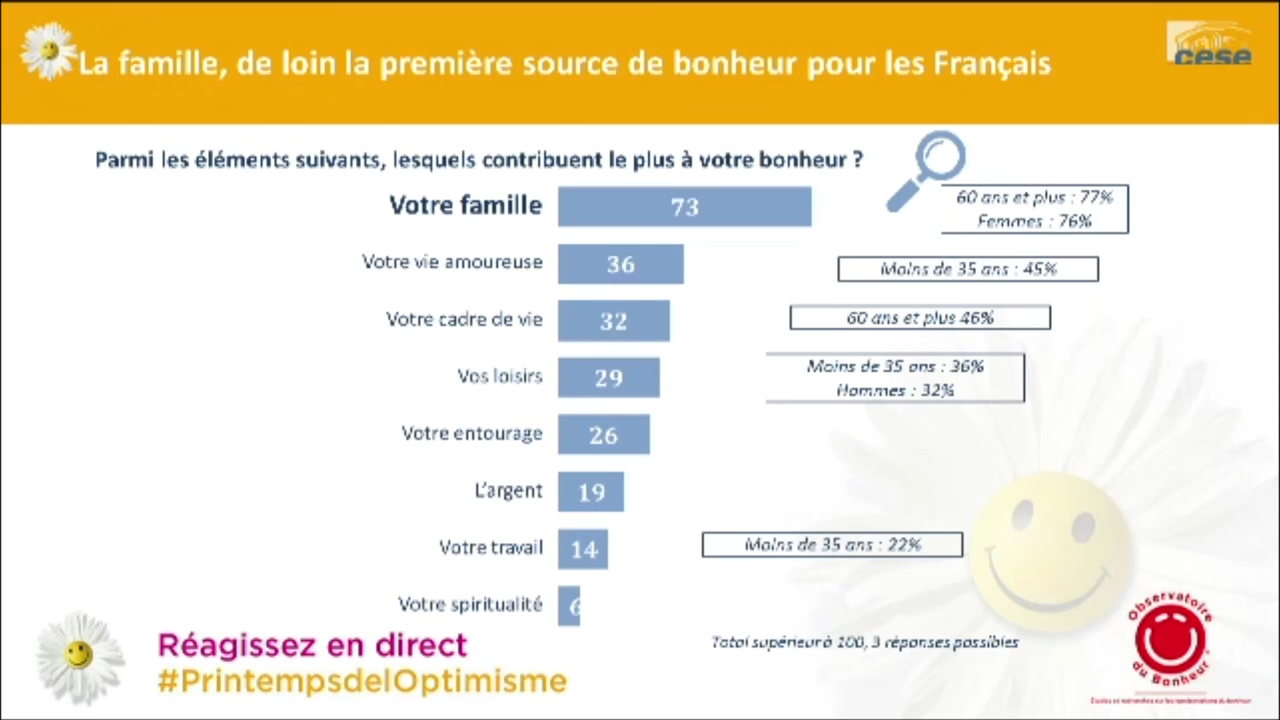 La famille, de loin la première source de bonheur pour les Français
cese
Parmi les éléments suivants, lesquels contribuent le plus à votre bonheur ?
Votre famille 73
60 ans et plus : 77%
Femmes : 76%
Votre vie amoureuse 36
Moins de 35 ans : 45%
Votre cadre de vie 32
60 ans et plus 46%
Vos loisirs 29
Moins de 35 ans : 36%
Hommes : 32%
Votre entourage 26
L'argent 19
Votre travail 14
Moins de 35 ans : 22%
Votre spiritualité 6
Total supérieur à 100, 3 réponses possibles
Réagissez en direct
#PrintempsdelOptimisme
Observatoire
du Bonheur